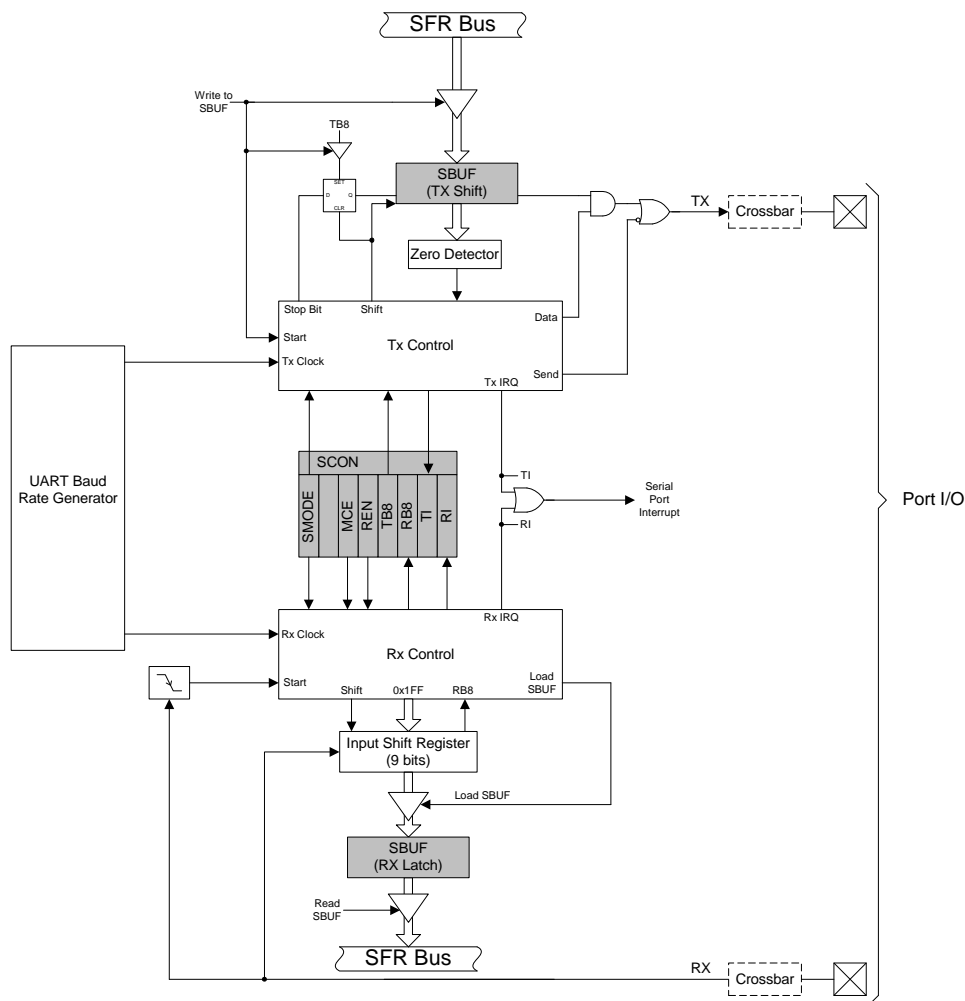 SFR Bus
Write to
SBUF
TB8
SET
D
Q
CLR
SBUF
(TX Shift)
TX
Crossbar
Zero Detector
Stop Bit
Shift
Data
Start
Tx Control
Tx Clock
Send
Tx IRQ
UART Baud
Rate Generator
SCON
SMODE
MCE
REN
TB8
RB8
TI
RI
TI
Serial
Port
Interrupt
RI
Port I/O
Rx IRQ
Rx Clock
Rx Control
Start
Load
SBUF
Shift
0x1FF
RB8
Input Shift Register
(9 bits)
Load SBUF
SBUF
(RX Latch)
Read
SBUF
SFR Bus
RX
Crossbar